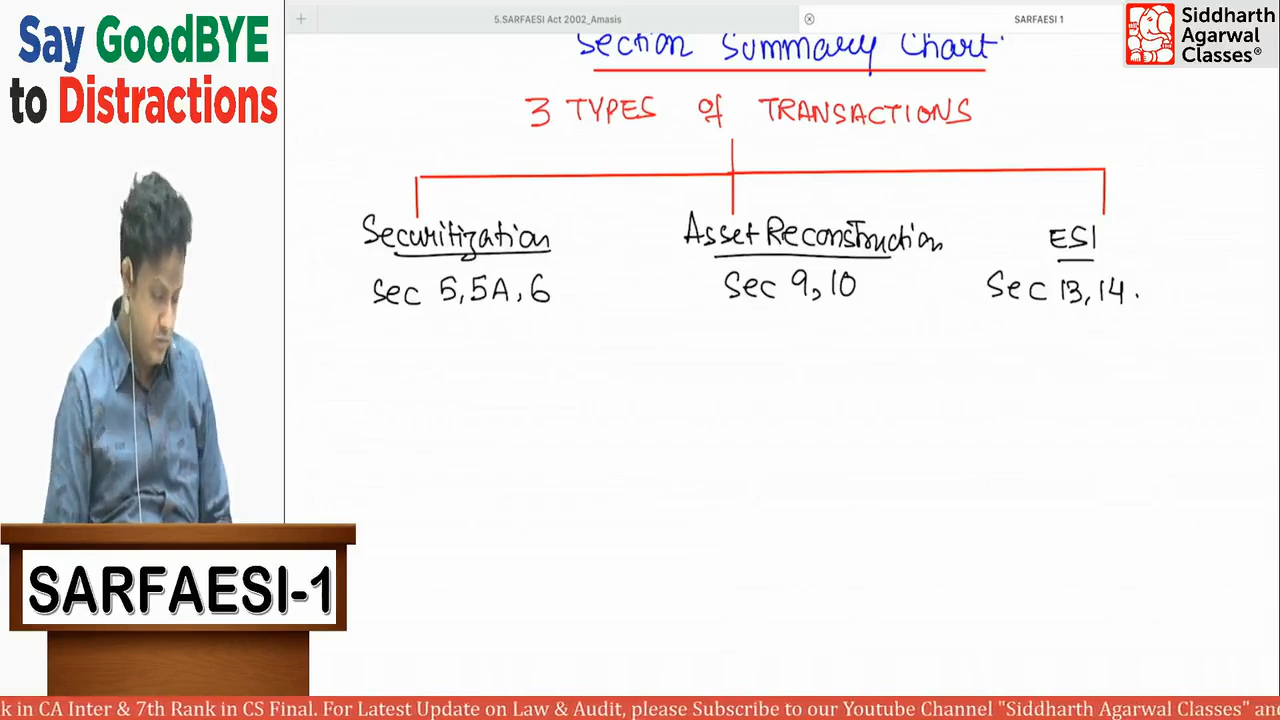 Say GoodBYE
to Distractions
5.SARFAESI Act 2002_Amasis
SARFAESI 1
Siddharth
Agarwal
Classes®
Section Summary Chart
3 TYPES of TRANSACTIONS
Securitization
Sec 5, 5A, 6
Asset Reconstruction
Sec 9, 10
ESI
Sec 13, 14.
SARFAESI-1
k in CA Inter & 7th Rank in CS Final. For Latest Update on Law & Audit, please Subscribe to our Youtube Channel "Siddharth Agarwal Classes" and